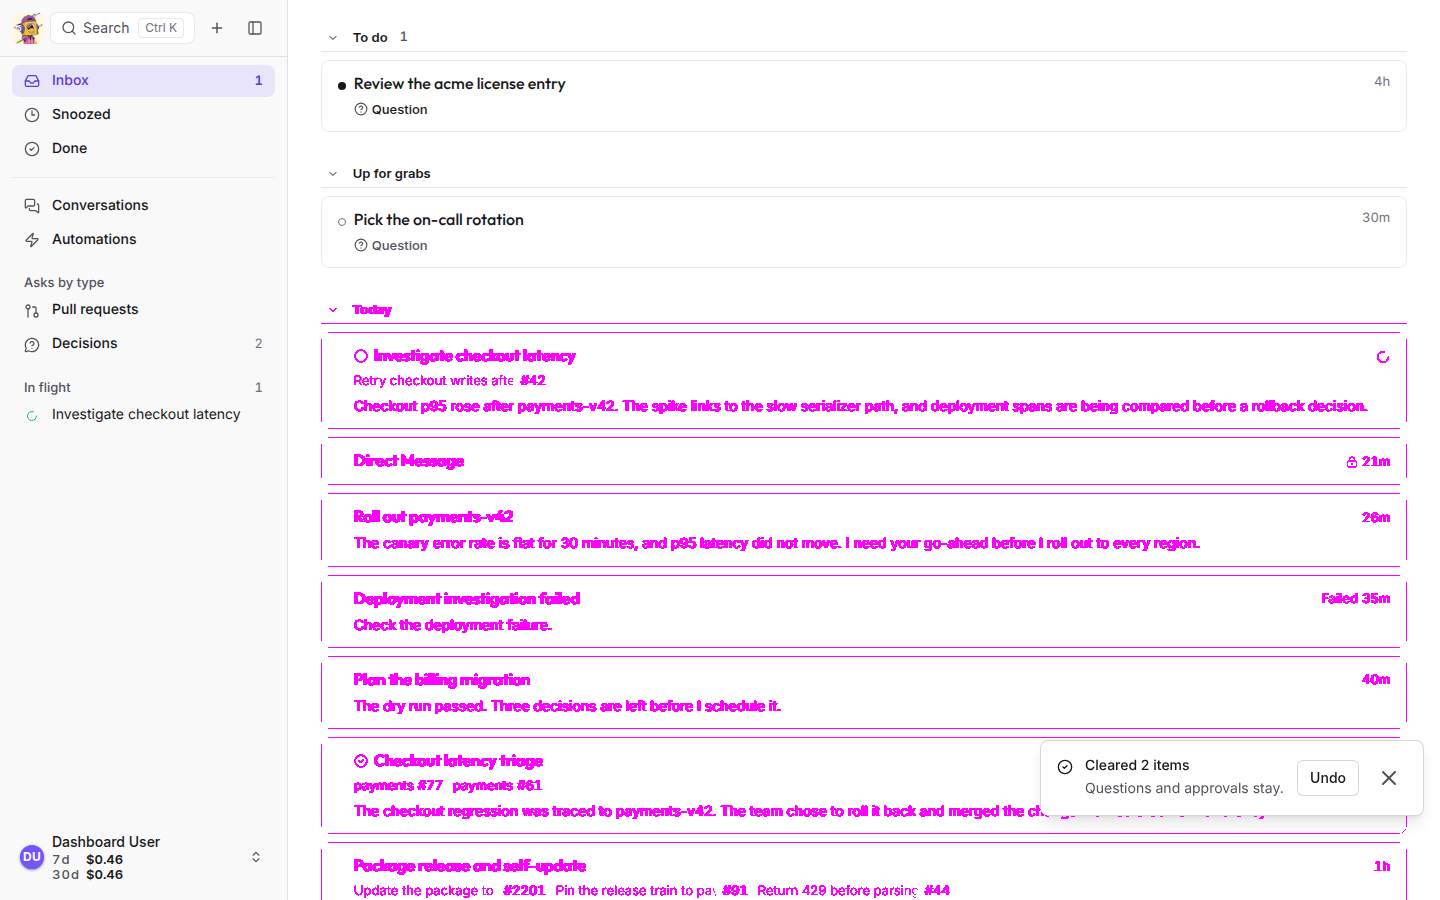 Search Ctrl K
Inbox 1
Snoozed
Done
Conversations
Automations
Asks by type
Pull requests
Decisions 2
In flight 1
Investigate checkout latency
DU
Dashboard User
7d $0.46
30d $0.46
To do 1
Review the acme license entry 4h
Question
Up for grabs
Pick the on-call rotation 30m
Question
Today
Investigate checkout latency
Retry checkout writes afte #42
Checkout p95 rose after payments-v42. The spike links to the slow serializer path, and deployment spans are being compared before a rollback decision.
Direct Message 21m
Roll out payments-v42 26m
The canary error rate is flat for 30 minutes, and p95 latency did not move. I need your go-ahead before I roll out to every region.
Deployment investigation failed Failed 35m
Check the deployment failure.
Plan the billing migration 40m
The dry run passed. Three decisions are left before I schedule it.
Checkout latency triage
payments #77 payments #61
The checkout regression was traced to payments-v42. The team chose to roll it back and merged the
Cleared 2 items
Questions and approvals stay.
Undo
Package release and self-update 1h
Update the package to #2201 Pin the release train to #91 Return 429 before parsing #44